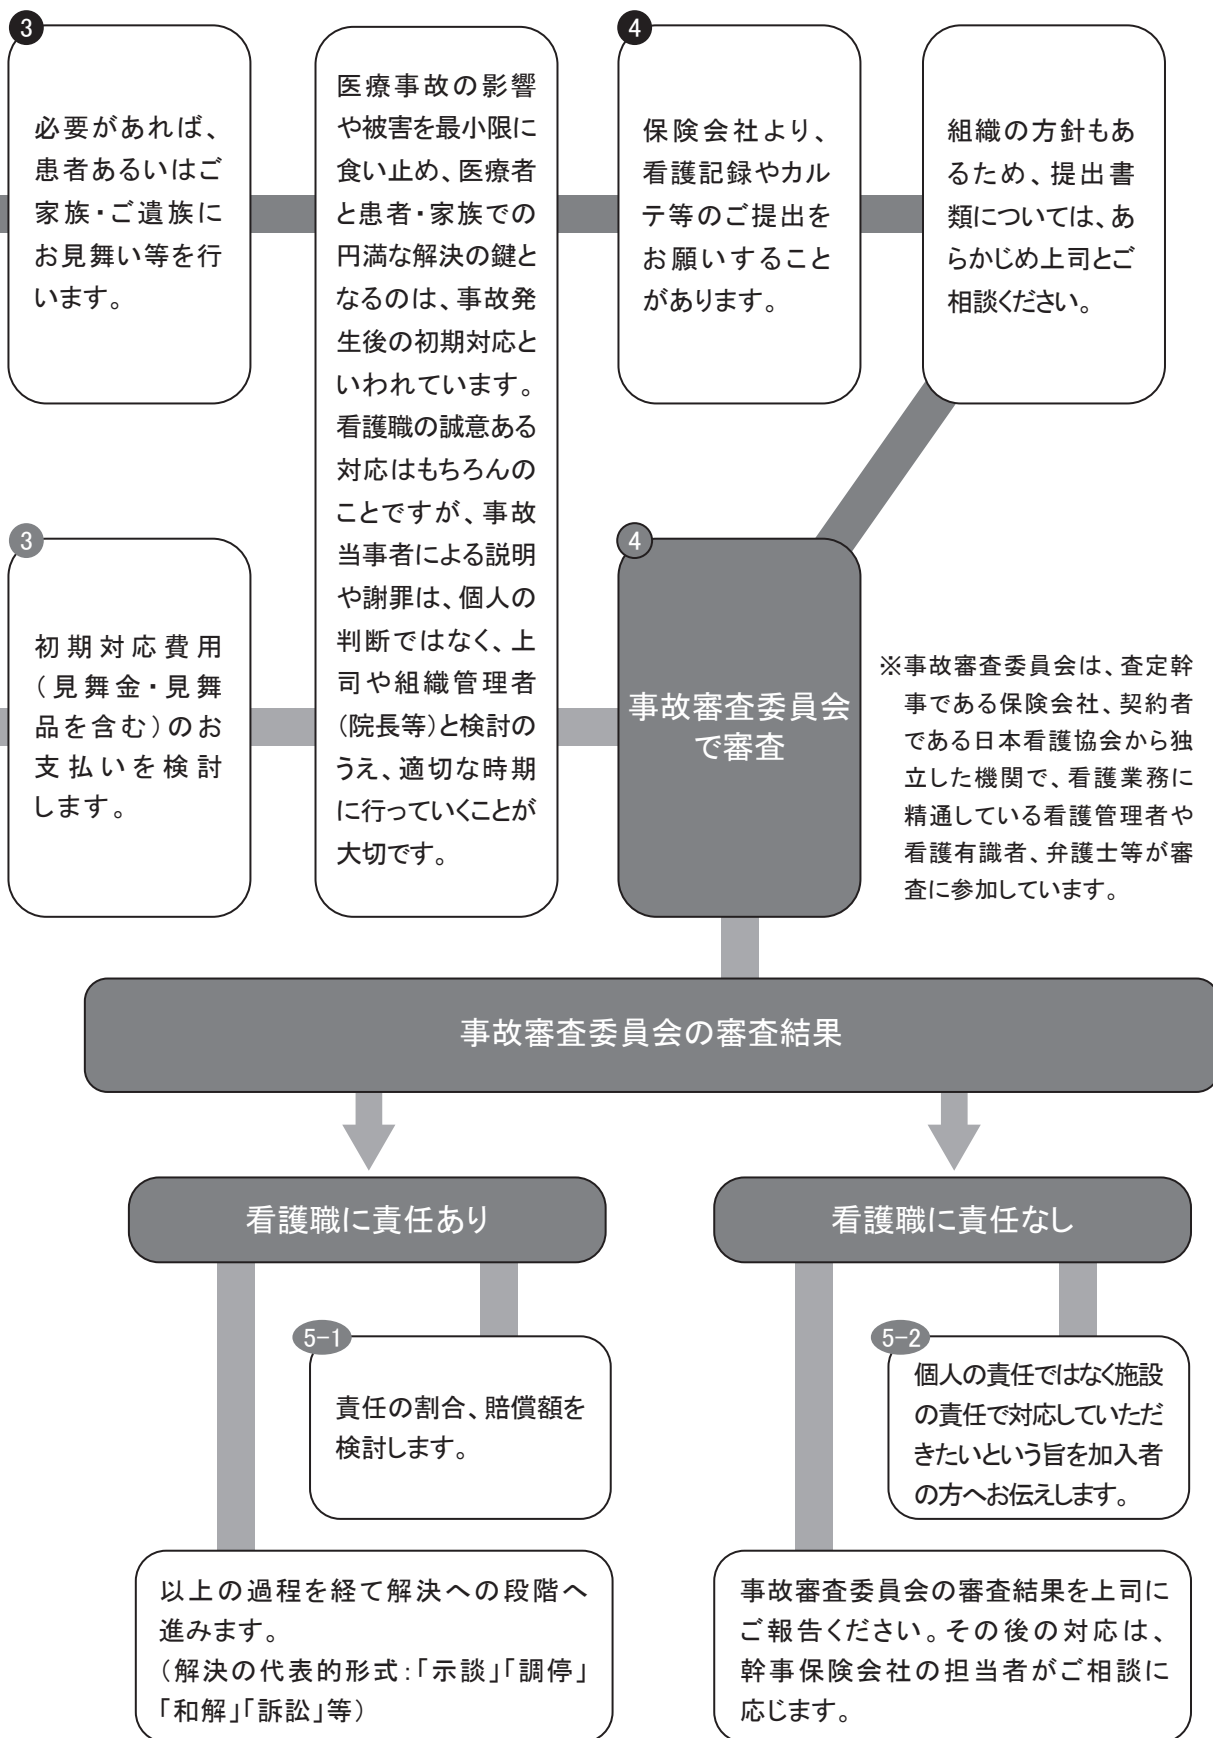 3
必要があれば、
患者あるいはご
家族・ご遺族に
お見舞い等を行
います。
医療事故の影響
や被害を最小限に
食い止め、医療者
と患者・家族での
円満な解決の鍵と
なるのは、事故発
生後の初期対応と
いわれています。
看護職の誠意ある
対応はもちろんの
ことですが、事故
当事者による説明
や謝罪は、個人の
判断ではなく、上
司や組織管理者
(院長等)と検討の
うえ、適切な時期
に行っていくことが
大切です。
4
保険会社より、
看護記録やカル
テ等のご提出を
お願いすること
があります。
組織の方針もあ
るため、提出書
類については、あ
らかじめ上司とご
相談ください。
3
初期対応費用
(見舞金・見舞
品を含む)のお
支払いを検討
します。
4
事故審査委員会
で審査
※事故審査委員会は、査定幹
事である保険会社、契約者
である日本看護協会から独
立した機関で、看護業務に
精通している看護管理者や
看護有識者、弁護士等が審
査に参加しています。
事故審査委員会の審査結果
看護職に責任あり
5-1
責任の割合、賠償額を
検討します。
以上の過程を経て解決への段階へ
進みます。
(解決の代表的形式:「示談」「調停」
「和解」「訴訟」等)
看護職に責任なし
5-2
個人の責任ではなく施設
の責任で対応していただ
きたいという旨を加入者
の方へお伝えします。
事故審査委員会の審査結果を上司に
ご報告ください。その後の対応は、
幹事保険会社の担当者がご相談に
応じます。